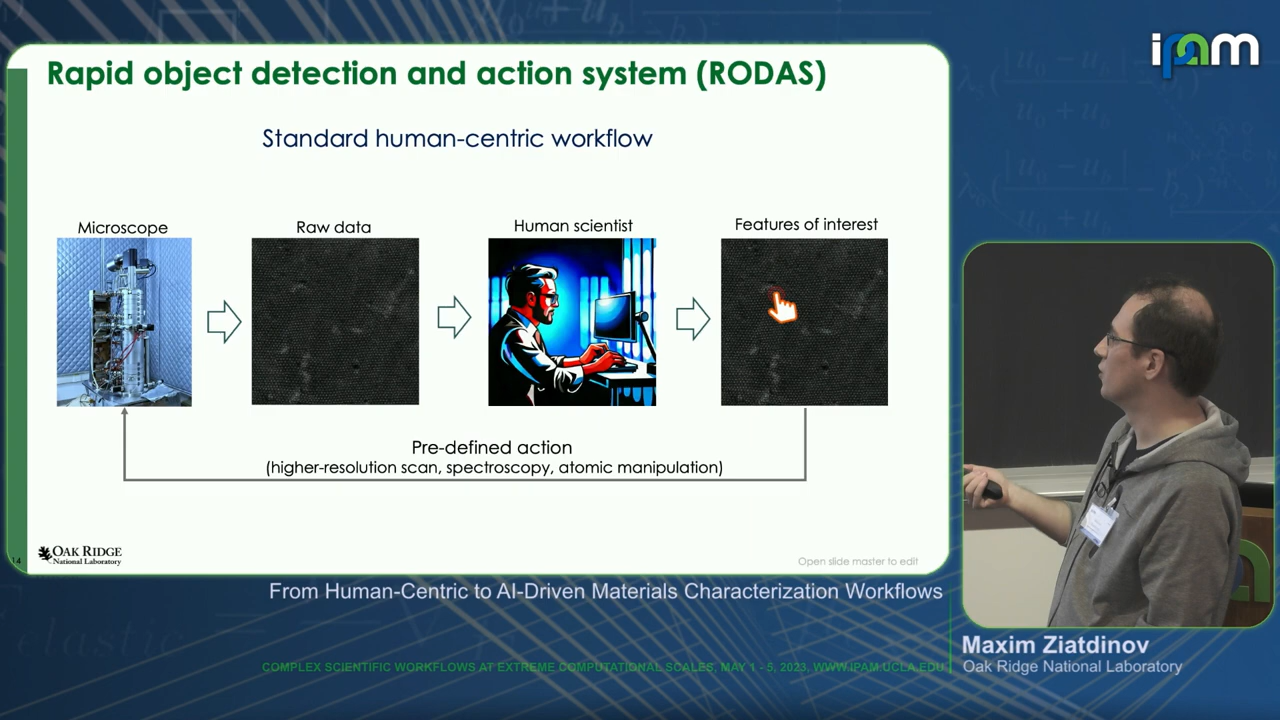 ipam
Rapid object detection and action system (RODAS)
Standard human-centric workflow
Microscope
Raw data
Human scientist
Features of interest
Pre-defined action
(higher-resolution scan, spectroscopy, atomic manipulation)
14
OAK RIDGE
National Laboratory
Open slide master to edit
From Human-Centric to AI-Driven Materials Characterization Workflows
Maxim Ziatdinov
Oak Ridge National Laboratory
COMPLEX SCIENTIFIC WORKFLOWS AT EXTREME COMPUTATIONAL SCALES, MAY 1 - 5, 2023, WWW.IPAM.UCLA.EDU
elastic